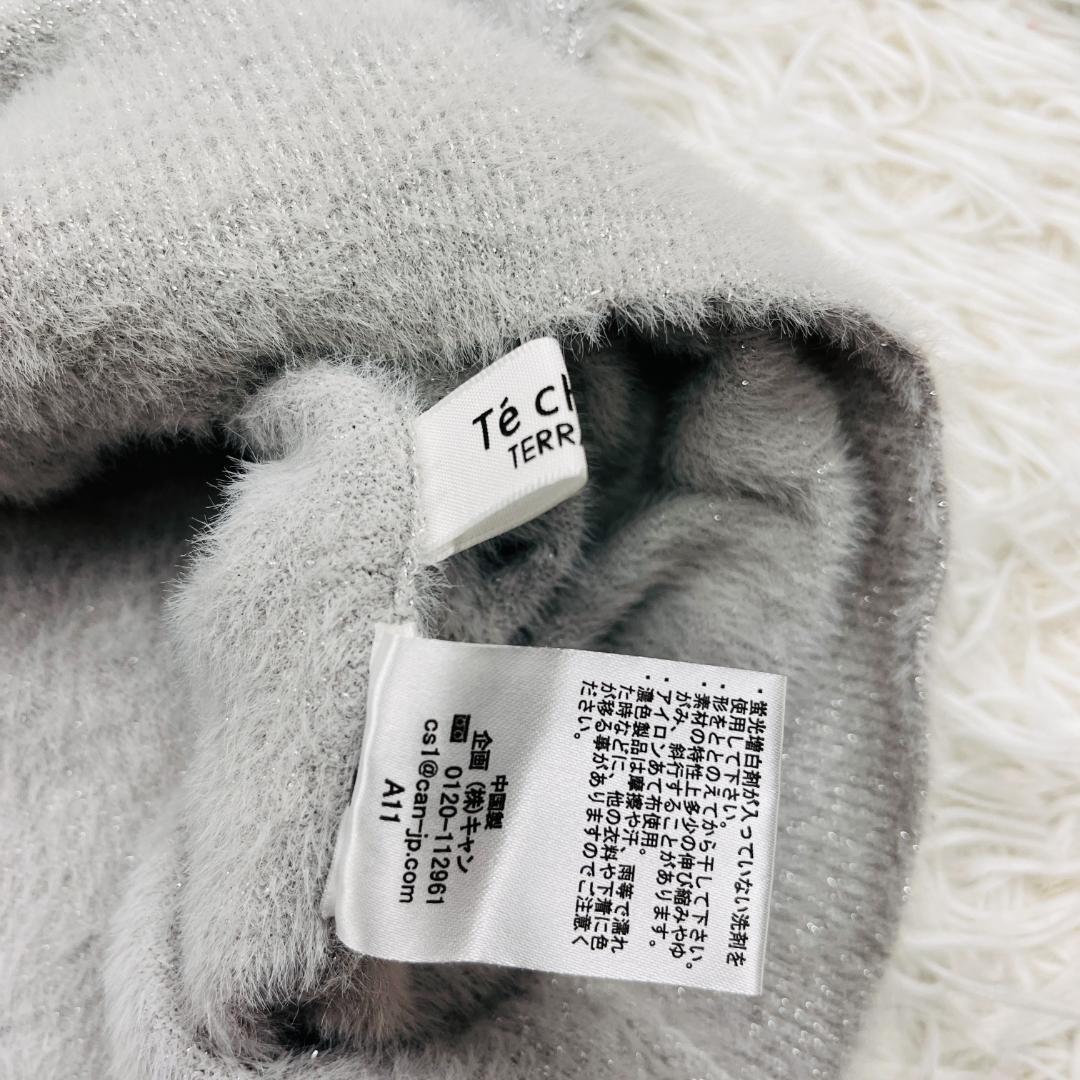 Té CH
TERR
・蛍光増白剤が入っていない洗剤を
使用して下さい。
・形をととのえてから干して下さい。
・素材の特性上多少の伸び縮みやゆ
がみ、斜行することがあります。
・アイロンあて布使用。
・濃色製品は摩擦や汗、雨等で濡れ
た時などに、他の衣料や下着に色
が移る事がありますのでご注意く
ださい。
中国製
企画 (株)キャン
0120-112961
cs1@can-jp.com
A11